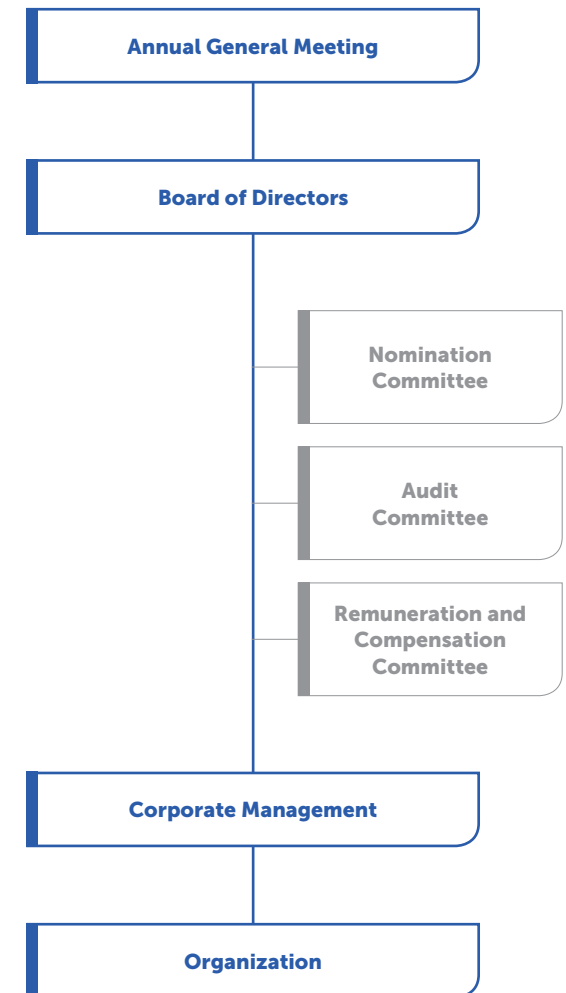 Annual General Meeting
Board of Directors
Nomination
Committee
Audit
Committee
Remuneration and
Compensation
Committee
Corporate Management
Organization